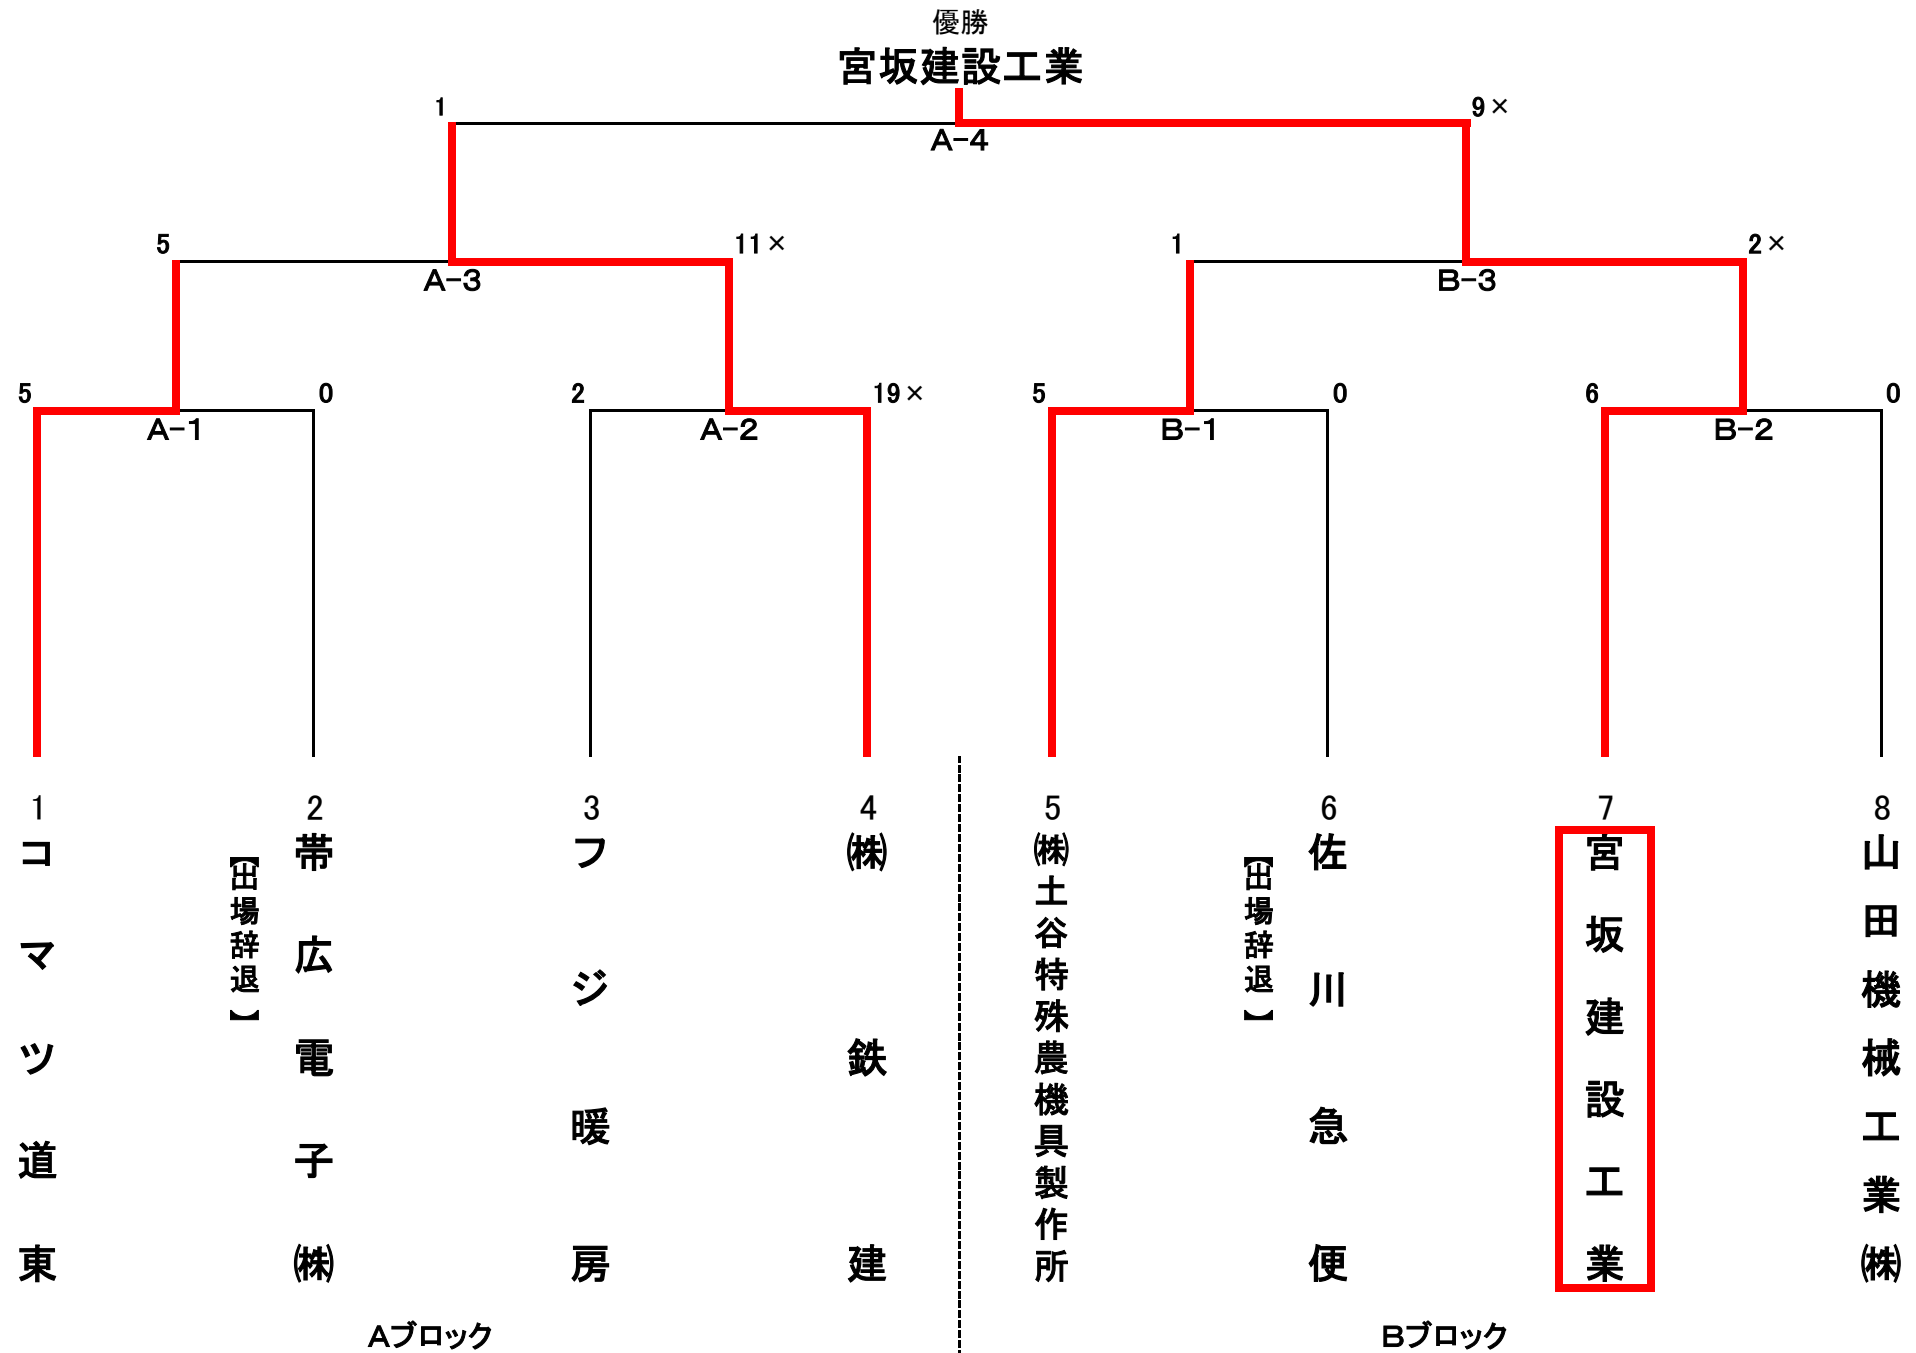 優勝
宮坂建設工業
1
9×
A-4
5
11×
1
2×
A-3
B-3
5
0
2
19×
5
0
6
0
A-1
A-2
B-1
B-2
1
2
3
4
5
6
7
8
コマツ道東
【出場辞退】
帯広電子㈱
フジ暖房
㈱鉄建
㈱土谷特殊農機具製作所
【出場辞退】
佐川急便
宮坂建設工業
山田機械工業㈱
Aブロック
Bブロック